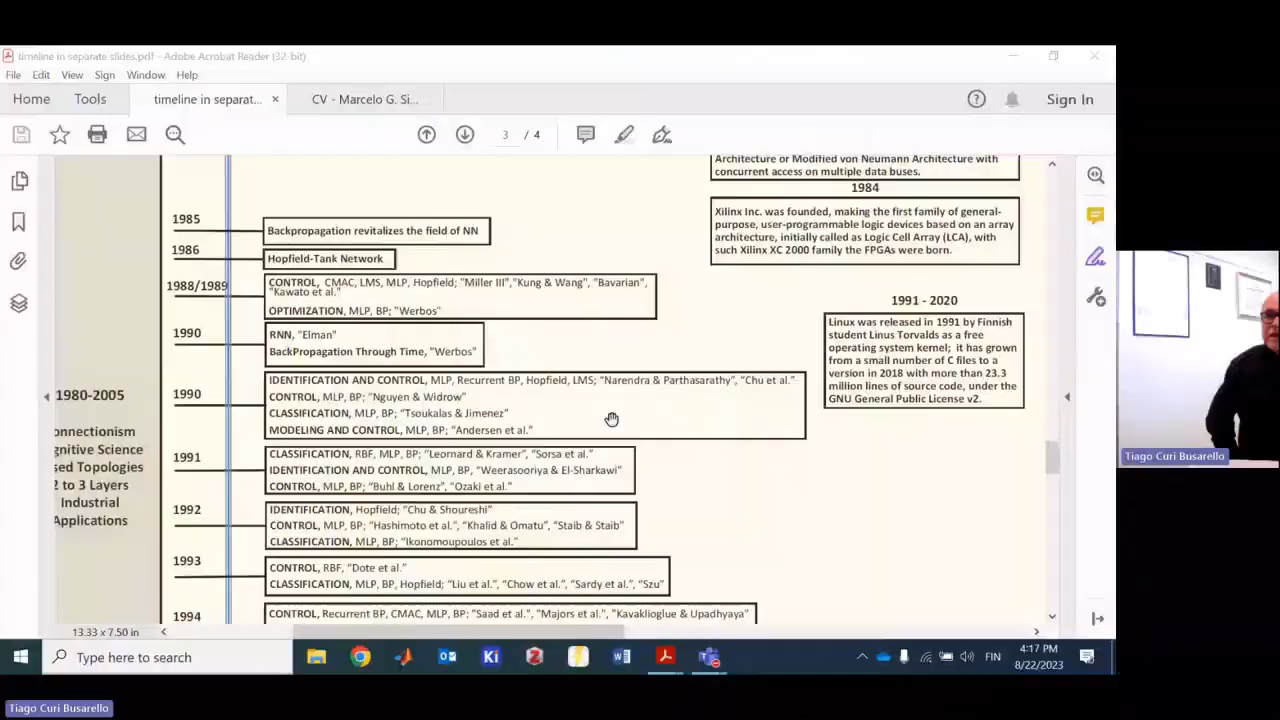 timeline in separate slides.pdf - Adobe Acrobat Reader (32-bit)
File Edit View Sign Window Help
Home Tools timeline in separat... × CV - Marcelo G. Si... Sign In
3 / 4
Architecture or Modified von Neumann Architecture with
concurrent access on multiple data buses.
1984
Xilinx Inc. was founded, making the first family of general-
purpose, user-programmable logic devices based on an array
architecture, initially called as Logic Cell Array (LCA), with
such Xilinx XC 2000 family the FPGAs were born.
1991 - 2020
Linux was released in 1991 by Finnish
student Linus Torvalds as a free
operating system kernel; it has grown
from a small number of C files to a
version in 2018 with more than 23.3
million lines of source code, under the
GNU General Public License v2.
1985
Backpropagation revitalizes the field of NN
1986
Hopfield-Tank Network
1988/1989
CONTROL, CMAC, LMS, MLP, Hopfield; "Miller III","Kung & Wang", "Bavarian",
"Kawato et al."
OPTIMIZATION, MLP, BP; "Werbos"
1990
RNN, "Elman"
BackPropagation Through Time, "Werbos"
1990
IDENTIFICATION AND CONTROL, MLP, Recurrent BP, Hopfield, LMS; "Narendra & Parthasarathy", "Chu et al."
CONTROL, MLP, BP; "Nguyen & Widrow"
CLASSIFICATION, MLP, BP; "Tsoukalas & Jimenez"
MODELING AND CONTROL, MLP, BP; "Andersen et al."
1991
CLASSIFICATION, RBF, MLP, BP; "Leornard & Kramer", "Sorsa et al."
IDENTIFICATION AND CONTROL, MLP, BP, "Weerasooriya & El-Sharkawi"
CONTROL, MLP, BP; "Buhl & Lorenz", "Ozaki et al."
1992
IDENTIFICATION, Hopfield; "Chu & Shoureshi"
CONTROL, MLP, BP; "Hashimoto et al.", "Khalid & Omatu", "Staib & Staib"
CLASSIFICATION, MLP, BP; "Ikonomoupoulos et al."
1993
CONTROL, RBF, "Dote et al."
CLASSIFICATION, MLP, BP, Hopfield; "Liu et al.", "Chow et al.", "Sardy et al.", "Szu"
1994
CONTROL, Recurrent BP, CMAC, MLP, BP; "Saad et al.", "Majors et al.", "Kavaklioglue & Upadhyaya"
1980-2005
onnectionism
gnitive Science
sed Topologies
2 to 3 Layers
Industrial
Applications
13.33 x 7.50 in
Type here to search
Ki
FIN
4:17 PM
8/22/2023
Tiago Curi Busarello
Tiago Curi Busarello